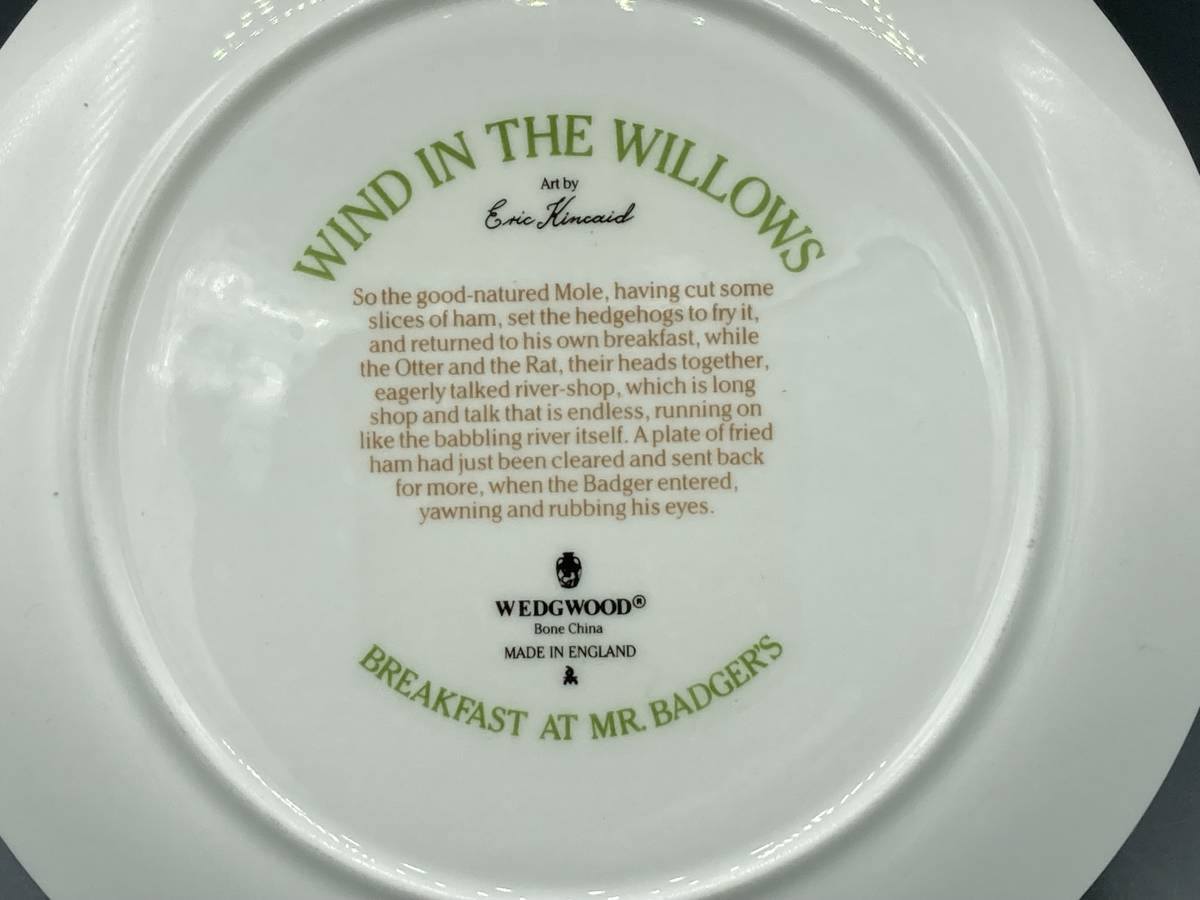 WIND IN THE WILLOWS
Art by
Eric Kincaid
So the good-natured Mole, having cut some
slices of ham, set the hedgehogs to fry it,
and returned to his own breakfast, while
the Otter and the Rat, their heads together,
eagerly talked river-shop, which is long
shop and talk that is endless, running on
like the babbling river itself. A plate of fried
ham had just been cleared and sent back
for more, when the Badger entered,
yawning and rubbing his eyes.
WEDGWOOD®
Bone China
MADE IN ENGLAND
BREAKFAST AT MR. BADGER'S